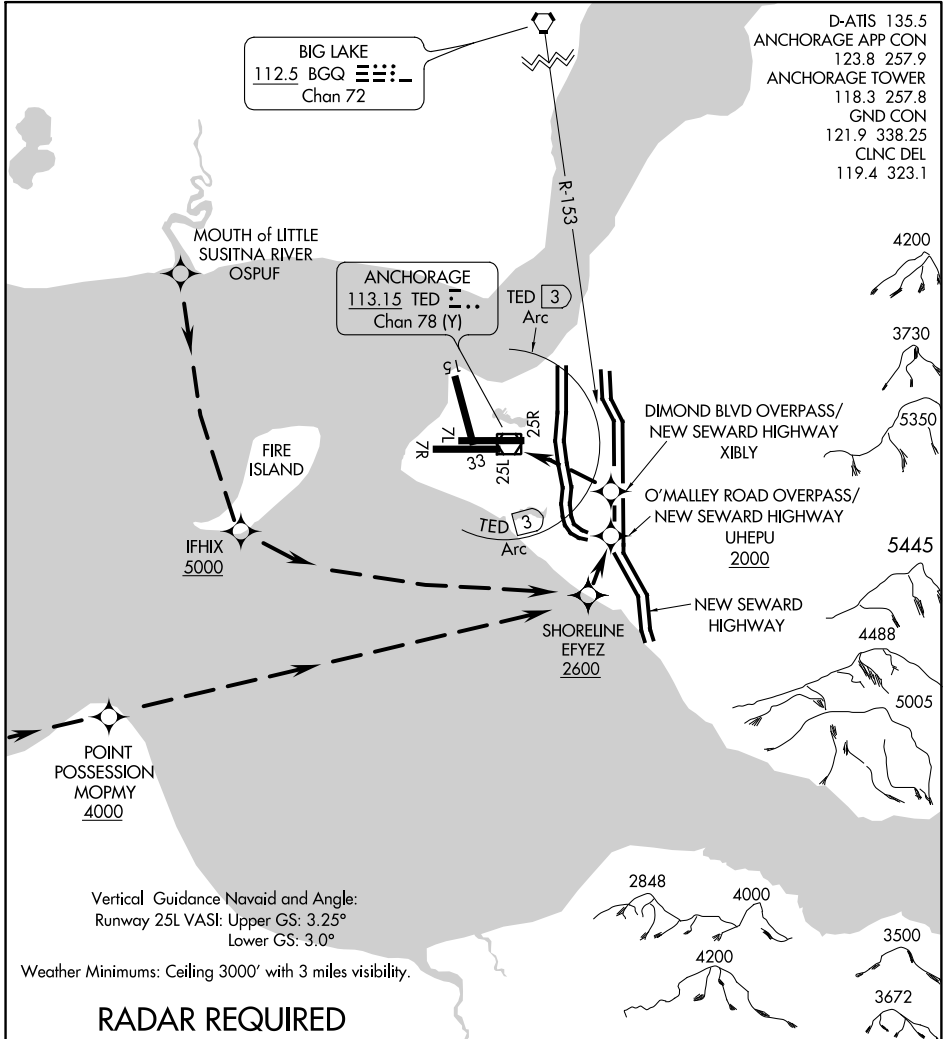 D-ATIS 135.5
ANCHORAGE APP CON
123.8 257.9
ANCHORAGE TOWER
118.3 257.8
GND CON
121.9 338.25
CLNC DEL
119.4 323.1
BIG LAKE
112.5 BGQ
Chan 72
R-153
MOUTH of LITTLE
SUSITNA RIVER
OSPUF
ANCHORAGE
113.15 TED
Chan 78 (Y)
TED 3
Arc
4200
3730
5350
15
7L
7R
33
25L
25R
FIRE
ISLAND
DIMOND BLVD OVERPASS/
NEW SEWARD HIGHWAY
XIBLY
O'MALLEY ROAD OVERPASS/
NEW SEWARD HIGHWAY
UHEPU
2000
TED 3
Arc
IFHIX
5000
5445
NEW SEWARD
HIGHWAY
SHORELINE
EFYEZ
2600
4488
5005
POINT
POSSESSION
MOPMY
4000
Vertical Guidance Navaid and Angle:
Runway 25L VASI: Upper GS: 3.25°
Lower GS: 3.0°
Weather Minimums: Ceiling 3000' with 3 miles visibility.
RADAR REQUIRED
2848
4000
4200
3500
3672